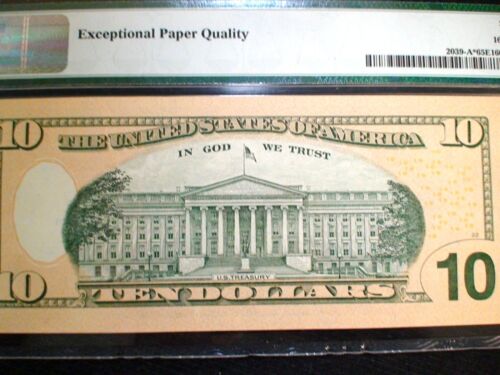 Exceptional Paper Quality
2039-A*65E
10 10
THE UNITED STATES OF AMERICA
IN GOD WE TRUST
U.S. TREASURY
10 TEN DOLLARS 10